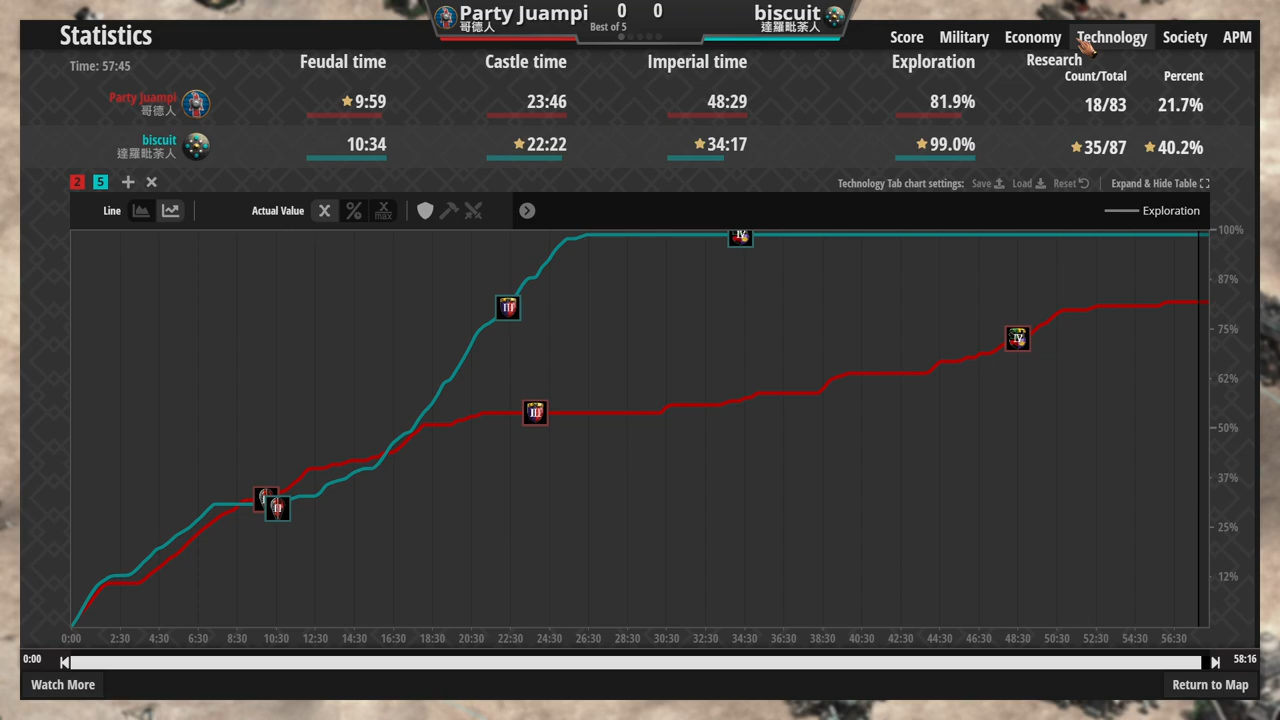 Party Juampi 0 0 biscuit
哥德人 Best of 5 達羅毗荼人
Statistics
Score Military Economy Technology Society APM
Time: 57:45
Feudal time Castle time Imperial time Exploration Research
Count/Total Percent
Party Juampi 9:59 23:46 48:29 81.9% 18/83 21.7%
哥德人
biscuit 10:34 22:22 34:17 99.0% 35/87 40.2%
達羅毗荼人
2 5 Technology Tab chart settings: Save Load Reset Expand & Hide Table
Line Actual Value X % X/max Exploration
100%
87%
75%
62%
50%
37%
25%
12%
IV
III
IV
III
II
0:00 2:30 4:30 6:30 8:30 10:30 12:30 14:30 16:30 18:30 20:30 22:30 24:30 26:30 28:30 30:30 32:30 34:30 36:30 38:30 40:30 42:30 44:30 46:30 48:30 50:30 52:30 54:30 56:30
0:00 58:16
Watch More Return to Map